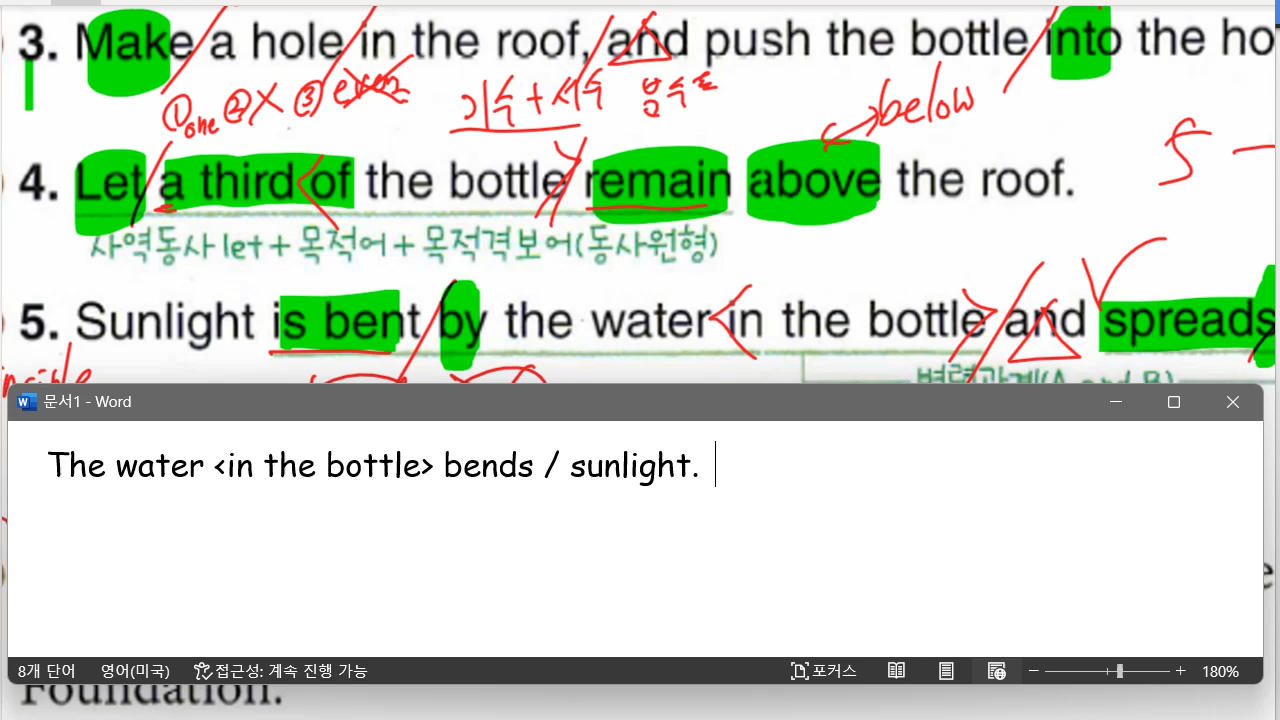 3. Make a hole in the roof, and push the bottle into the ho
①one ②X ③ 기수+서수 분수 below
4. Let a third of the bottle remain above the roof.
사역동사 let + 목적어 + 목적격보어(동사원형)
5. Sunlight is bent by the water in the bottle and spreads
병렬관계(A and B)
문서1 - Word
The water <in the bottle> bends / sunlight.
8개 단어 영어(미국) 접근성: 계속 진행 가능 포커스 180%
Foundation.